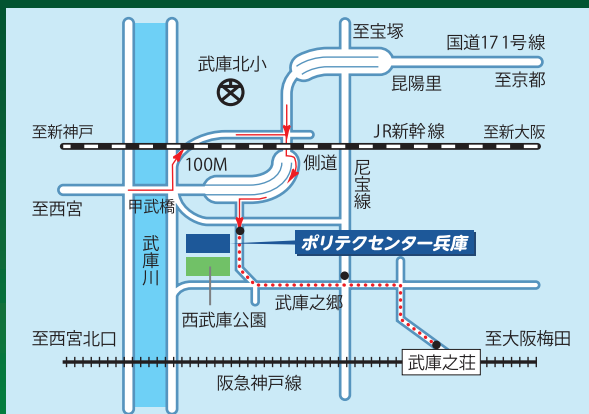 至宝塚
国道171号線
武庫北小
昆陽里
至京都
至新神戸
JR新幹線
至新大阪
100M
側道
尼宝線
至西宮
甲武橋
武庫川
ポリテクセンター兵庫
武庫之郷
西武庫公園
至西宮北口
至大阪梅田
武庫之荘
阪急神戸線